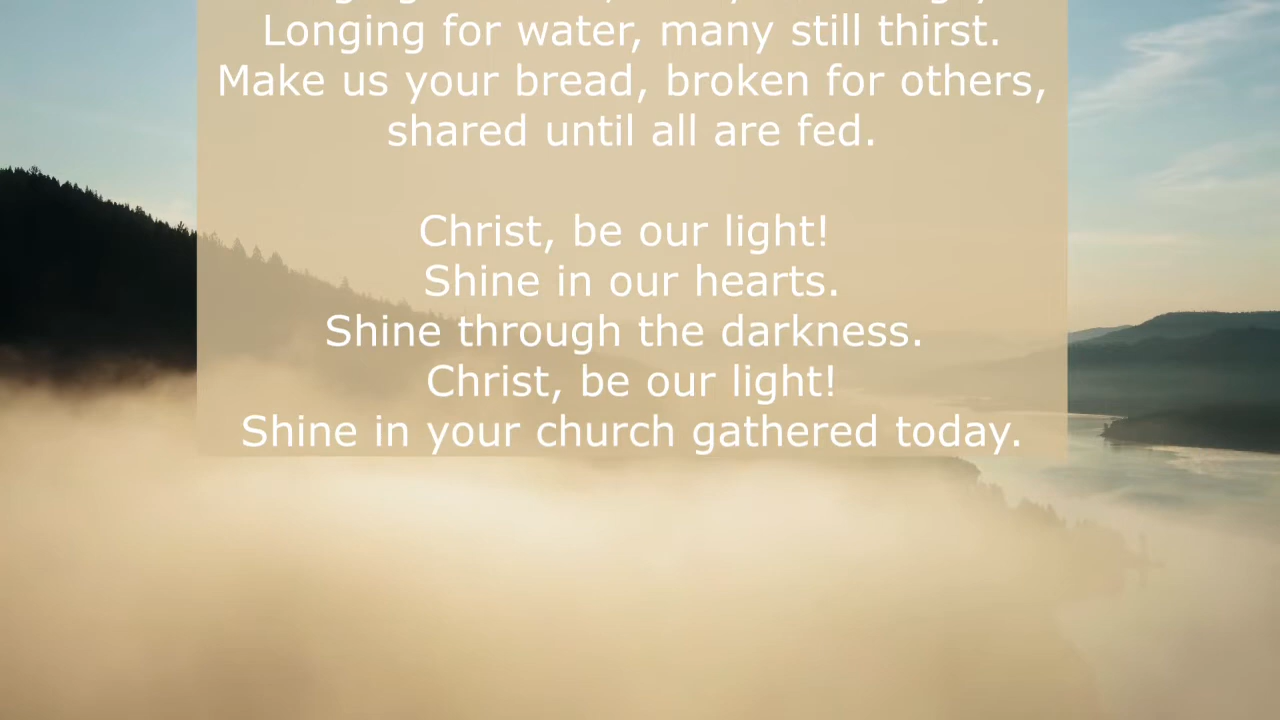 Longing for water, many still thirst.
Make us your bread, broken for others,
shared until all are fed.
Christ, be our light!
Shine in our hearts.
Shine through the darkness.
Christ, be our light!
Shine in your church gathered today.